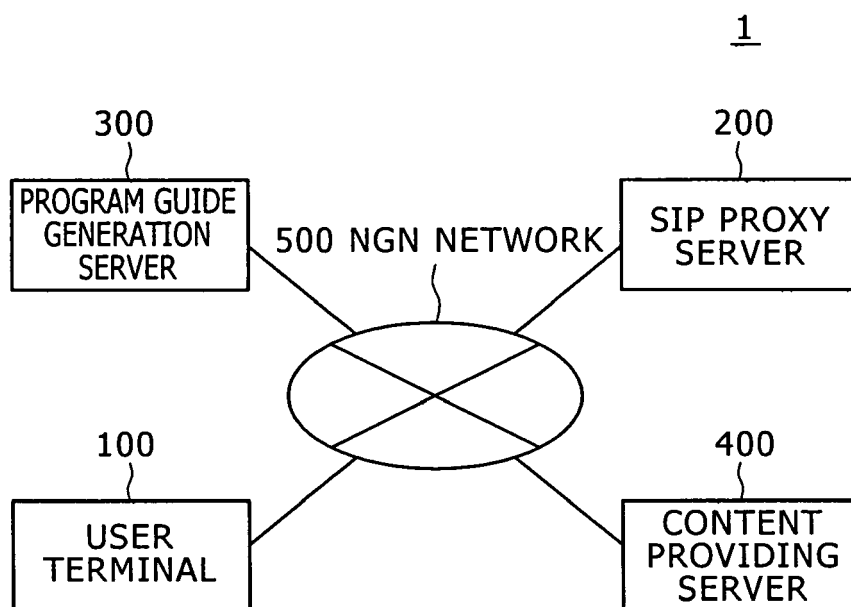 1
300
200
PROGRAM GUIDE
GENERATION
SERVER
500 NGN NETWORK
SIP PROXY
SERVER
100
400
USER
TERMINAL
CONTENT
PROVIDING
SERVER